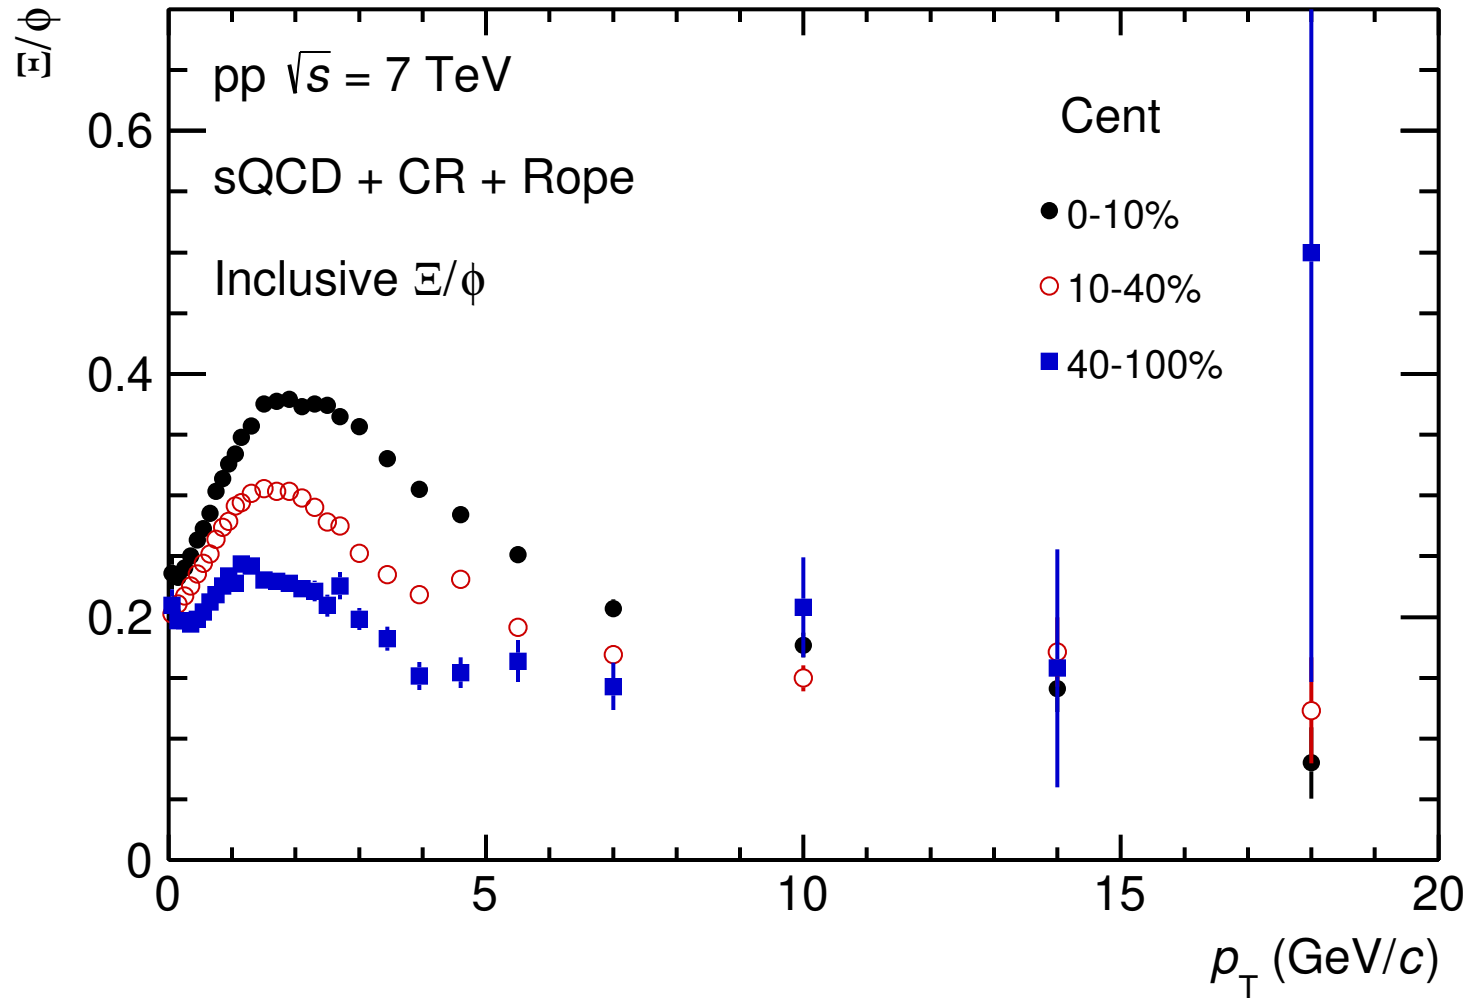 Ξ/ϕ
pp √s = 7 TeV
sQCD + CR + Rope
Inclusive Ξ/ϕ
Cent
0-10%
10-40%
40-100%
0.6
0.4
0.2
0
0 5 10 15 20
p_T (GeV/c)